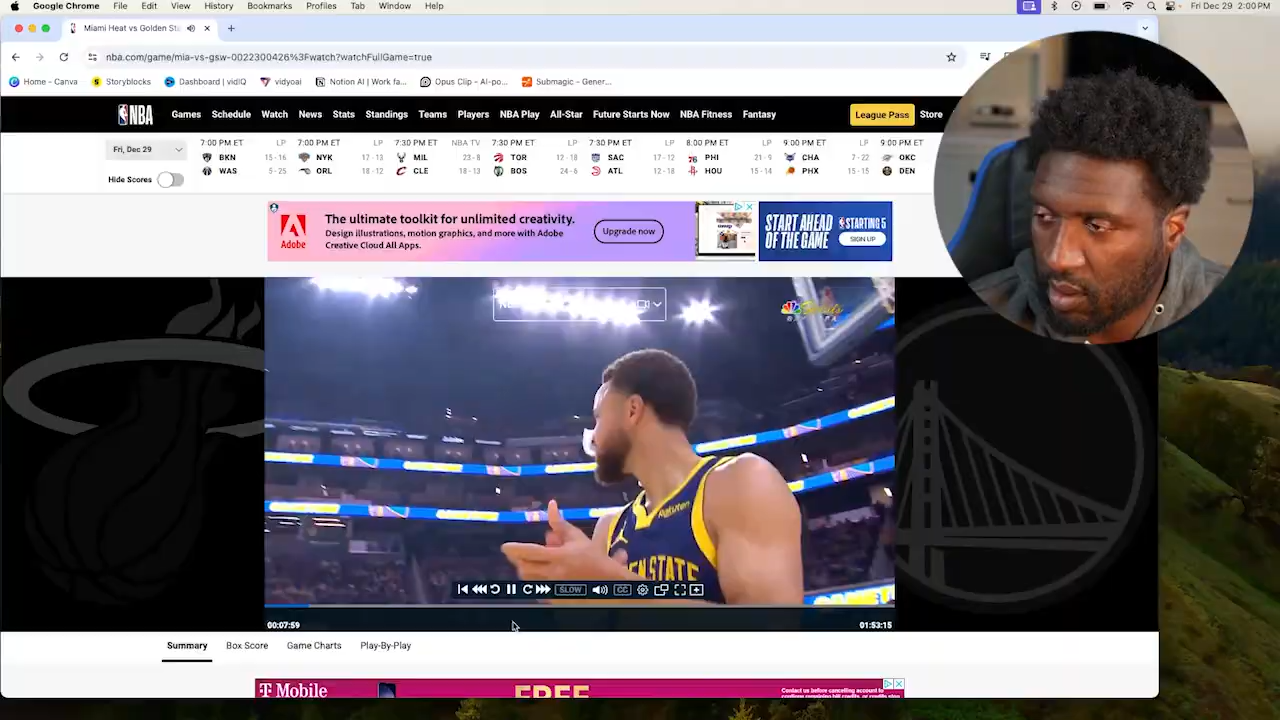 Google Chrome File Edit View History Bookmarks Profiles Tab Window Help Fri Dec 29 2:00 PM
Miami Heat vs Golden Sta
nba.com/game/mia-vs-gsw-0022300426%3Fwatch?watchFullGame=true
Home - Canva Storyblocks Dashboard | vidIQ vidyoai Notion AI | Work fa... Opus Clip - AI-po... Submagic - Gener...
NBA Games Schedule Watch News Stats Standings Teams Players NBA Play All-Star Future Starts Now NBA Fitness Fantasy League Pass Store
Fri, Dec 29
Hide Scores
7:00 PM ET LP
BKN 15-16
WAS 5-25
7:00 PM ET LP
NYK 17-13
ORL 18-12
7:30 PM ET NBA TV
MIL 23-8
CLE 18-13
7:30 PM ET LP
TOR 12-18
BOS 24-6
7:30 PM ET LP
SAC 17-12
ATL 12-18
8:00 PM ET LP
PHI 21-9
HOU 15-14
9:00 PM ET LP
CHA 7-22
PHX 15-15
9:00 PM ET
OKC
DEN
Adobe
The ultimate toolkit for unlimited creativity.
Design illustrations, motion graphics, and more with Adobe
Creative Cloud All Apps.
Upgrade now
START AHEAD
OF THE GAME
STARTING 5
SIGN UP
Rakuten
EN STATE
SLOW CC
00:07:59 01:53:15
Summary Box Score Game Charts Play-By-Play
T Mobile
FREE